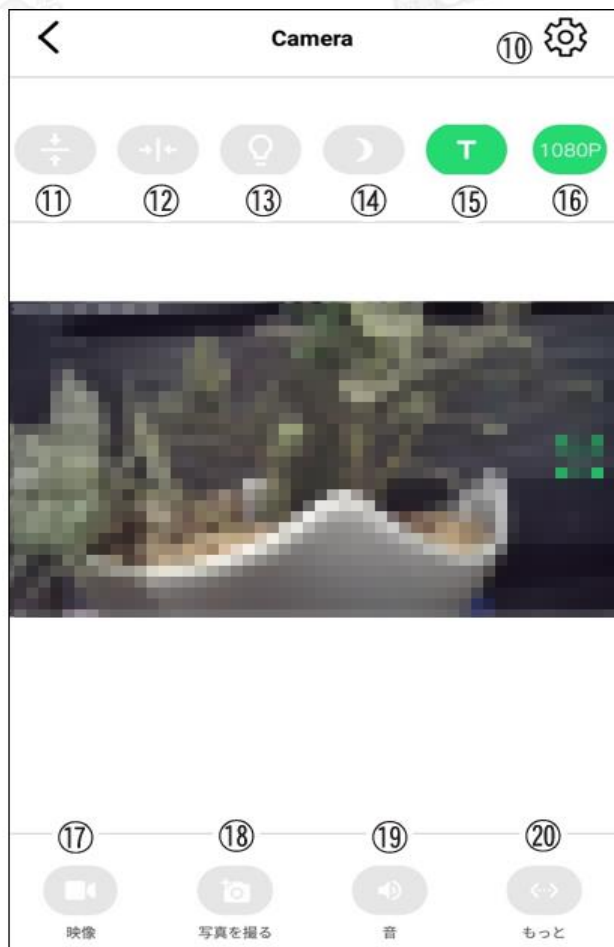 Camera ⑩
T 1080P
⑪ ⑫ ⑬ ⑭ ⑮ ⑯
⑰ ⑱ ⑲ ⑳
映像 写真を撮る 音 もっと